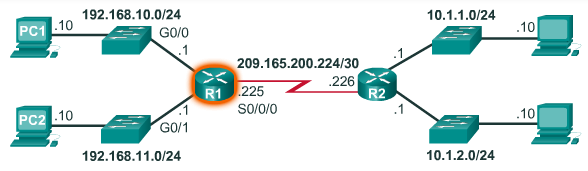 192.168.10.0/24
10.1.1.0/24
PC1
.10
G0/0
.10
.1
209.165.200.224/30
.1
R1
.225
.226
R2
S0/0/0
PC2
.10
.1
G0/1
.1
.10
192.168.11.0/24
10.1.2.0/24